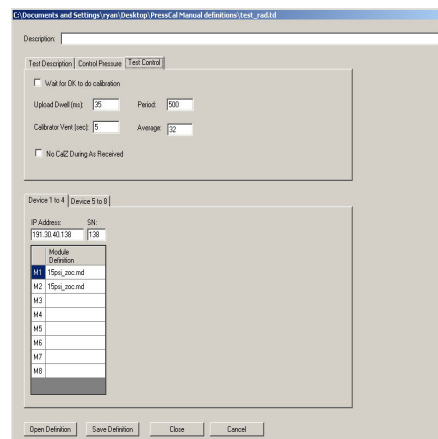 C:\Documents and Settings\ryan\Desktop\PressCal Manual definitions\test_rad.td
Description:
Test Description Control Pressure Test Control
Wait for OK to do calibration
Upload Dwell (ms): 35 Period: 500
Calibrator Vent (sec): 5 Average: 32
No CalZ During As Received
Device 1 to 4 Device 5 to 8
IP Address: SN:
191.30.40.138 138
Module
Definition
M1 15psi_zoc.md
M2 15psi_zoc.md
M3
M4
M5
M6
M7
M8
Open Definition Save Definition Close Cancel